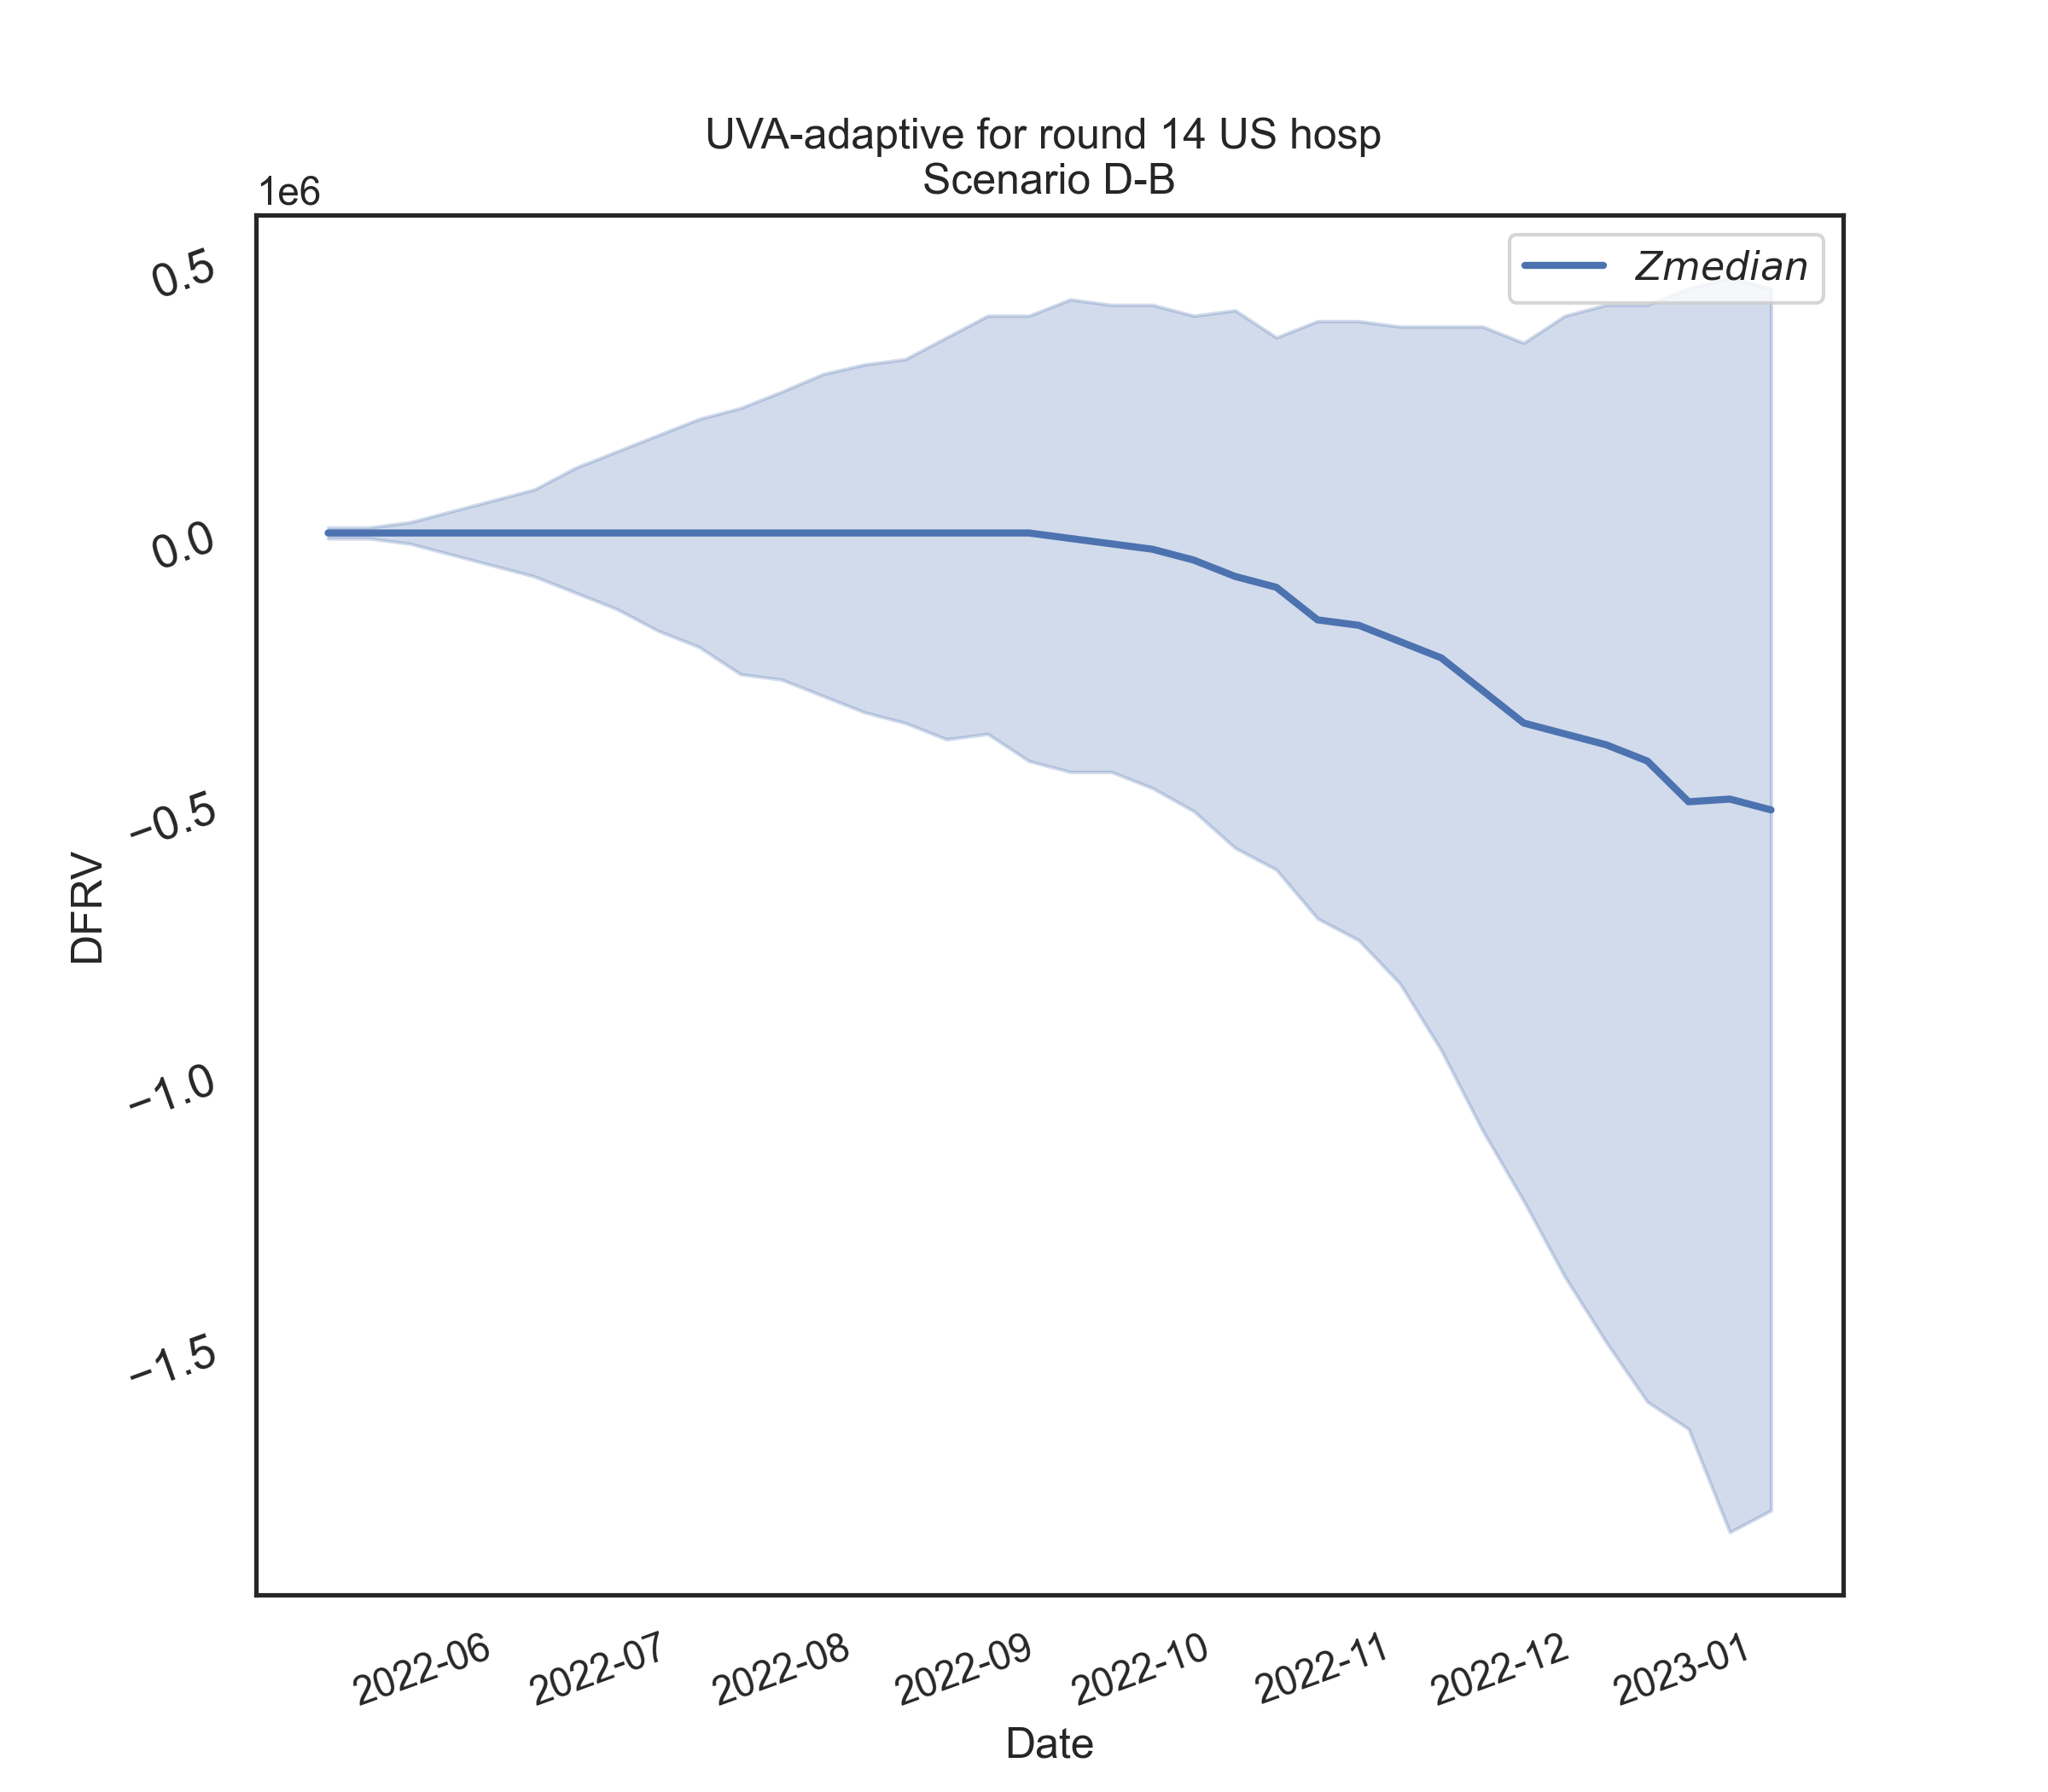 UVA-adaptive for round 14 US hosp
Scenario D-B
1e6
Zmedian
0.5
0.0
−0.5
−1.0
−1.5
DFRV
2022-06
2022-07
2022-08
2022-09
2022-10
2022-11
2022-12
2023-01
Date